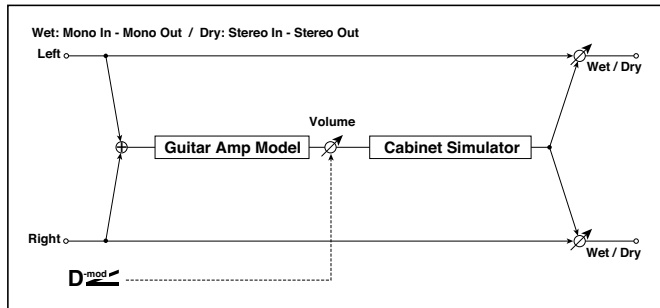 Wet: Mono In - Mono Out / Dry: Stereo In - Stereo Out
Left
Wet / Dry
Volume
Guitar Amp Model
Cabinet Simulator
Right
Wet / Dry
D-mod